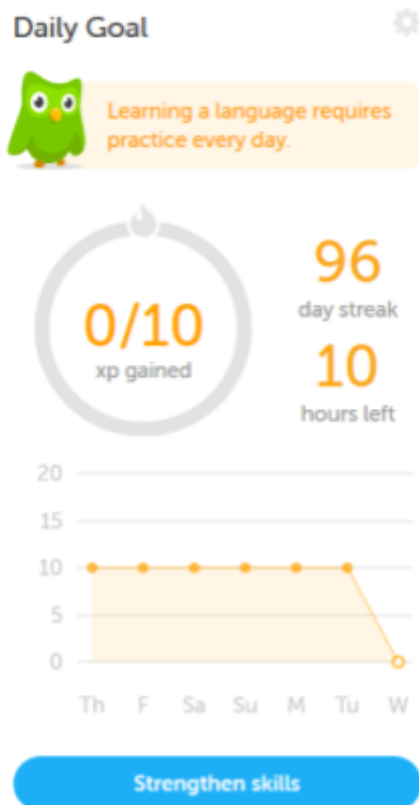 Daily Goal
Learning a language requires
practice every day.
0/10
xp gained
96
day streak
10
hours left
20
15
10
5
0
Th F Sa Su M Tu W
Strengthen skills